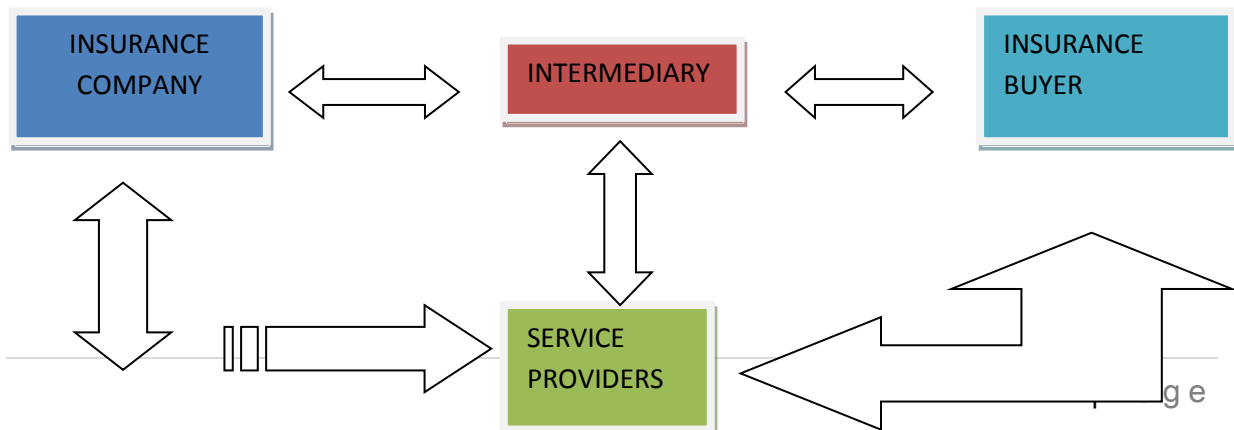 INSURANCE
COMPANY
INTERMEDIARY
INSURANCE
BUYER
SERVICE
PROVIDERS
g e